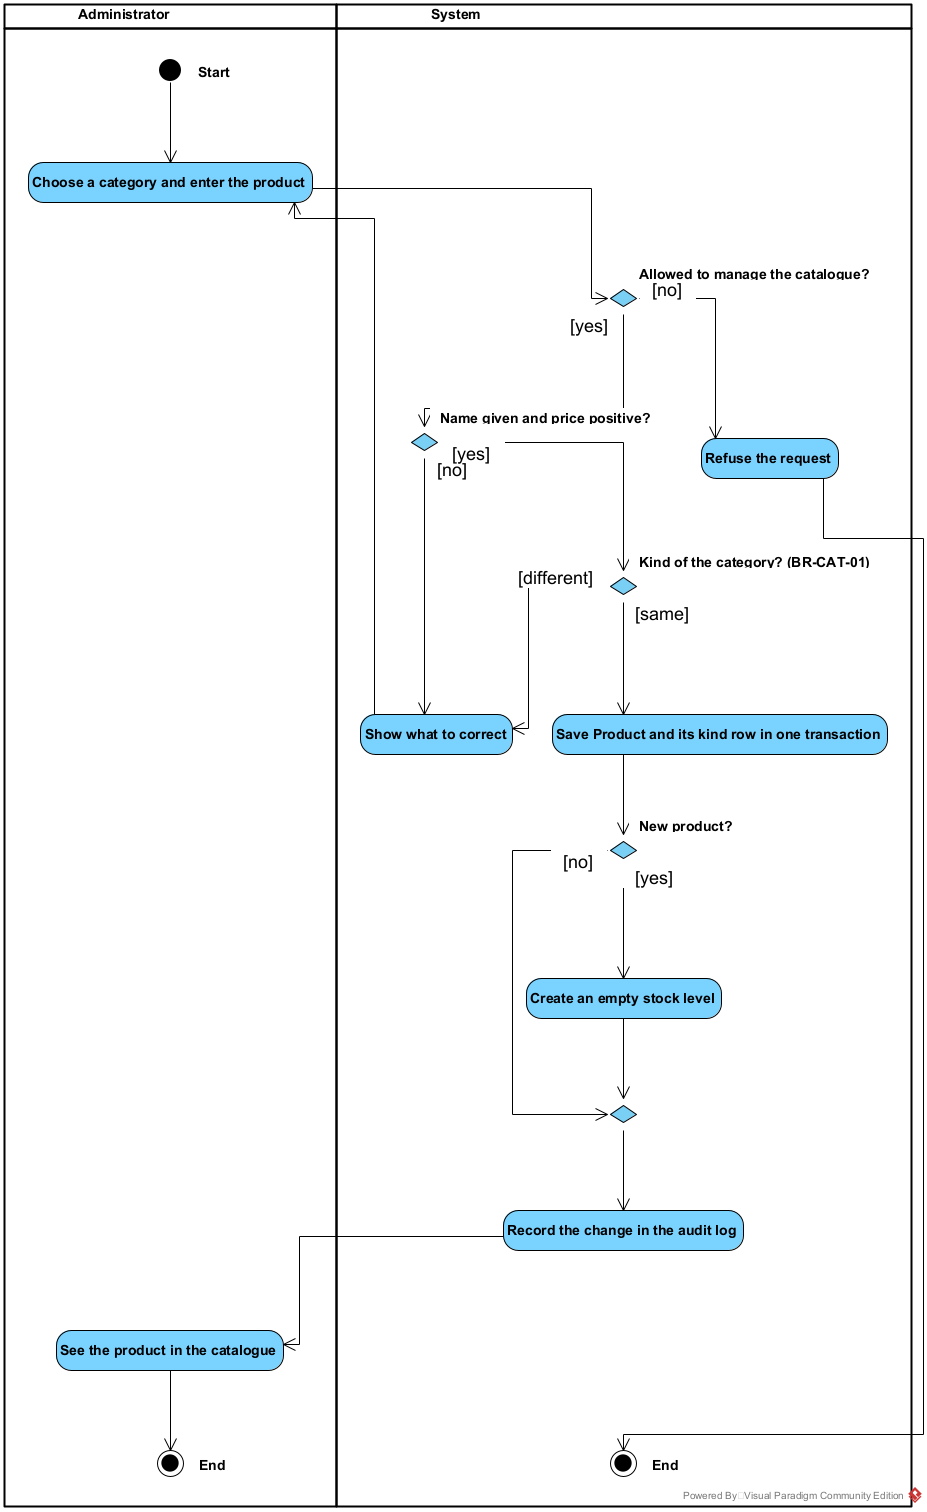 Administrator
System
Start
Choose a category and enter the product
Allowed to manage the catalogue?
[no]
[yes]
Name given and price positive?
[yes]
[no]
Refuse the request
Kind of the category? (BR-CAT-01)
[different]
[same]
Show what to correct
Save Product and its kind row in one transaction
New product?
[no]
[yes]
Create an empty stock level
Record the change in the audit log
See the product in the catalogue
End
End
Powered By Visual Paradigm Community Edition